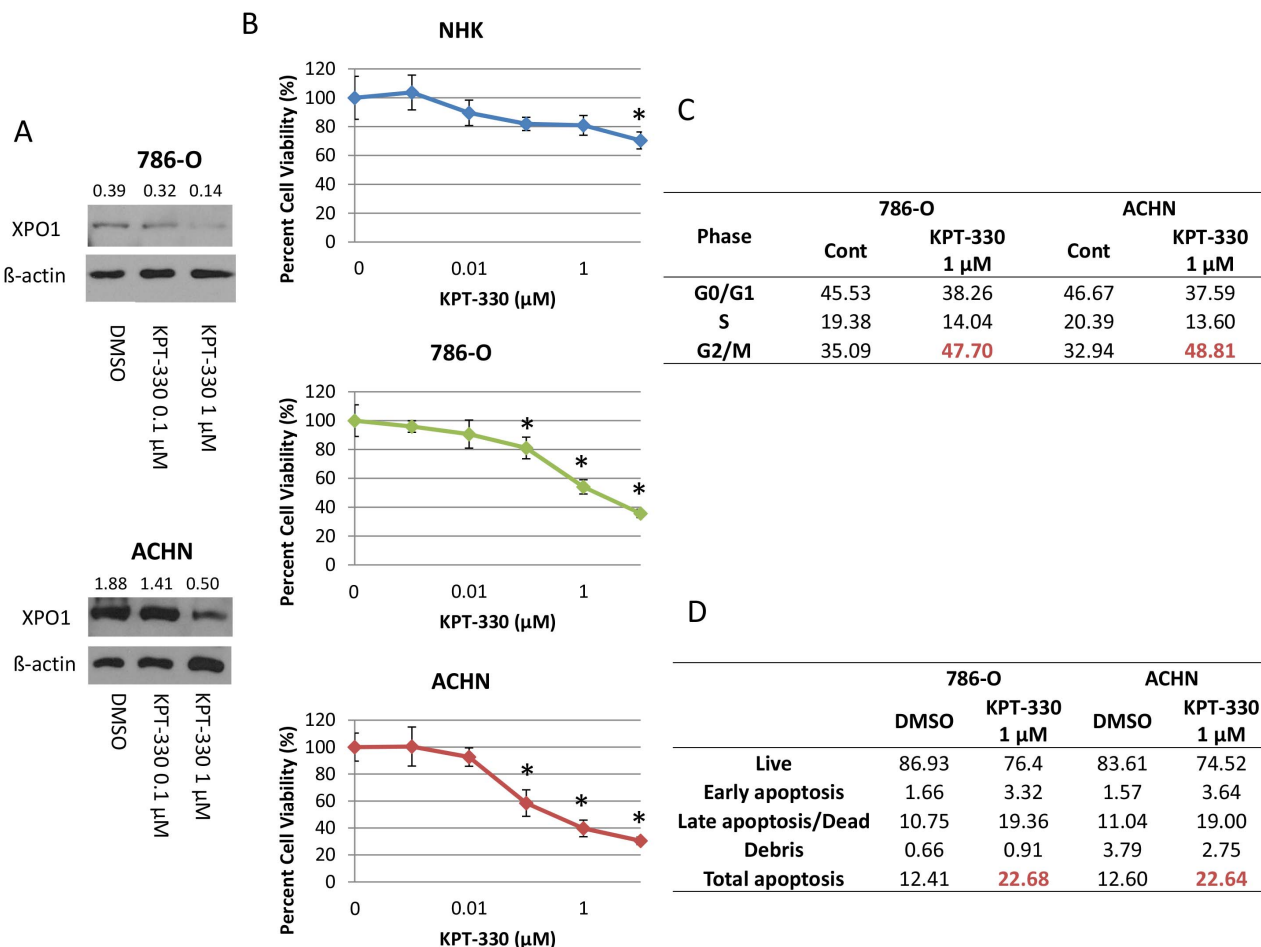 A
786-O
0.39 0.32 0.14
XPO1
ß-actin
DMSO
KPT-330 0.1 µM
KPT-330 1 µM
ACHN
1.88 1.41 0.50
XPO1
ß-actin
DMSO
KPT-330 0.1 µM
KPT-330 1 µM
B
NHK
Percent Cell Viability (%)
120
100
80
60
40
20
0
*
0 0.01 1
KPT-330 (µM)
786-O
Percent Cell Viability (%)
120
100
80
60
40
20
0
* * *
0 0.01 1
KPT-330 (µM)
ACHN
Percent Cell Viability (%)
120
100
80
60
40
20
0
* * *
0 0.01 1
KPT-330 (µM)
C
786-O ACHN
Phase Cont KPT-330 1 µM Cont KPT-330 1 µM
G0/G1 45.53 38.26 46.67 37.59
S 19.38 14.04 20.39 13.60
G2/M 35.09 47.70 32.94 48.81
D
786-O ACHN
DMSO KPT-330 1 µM DMSO KPT-330 1 µM
Live 86.93 76.4 83.61 74.52
Early apoptosis 1.66 3.32 1.57 3.64
Late apoptosis/Dead 10.75 19.36 11.04 19.00
Debris 0.66 0.91 3.79 2.75
Total apoptosis 12.41 22.68 12.60 22.64